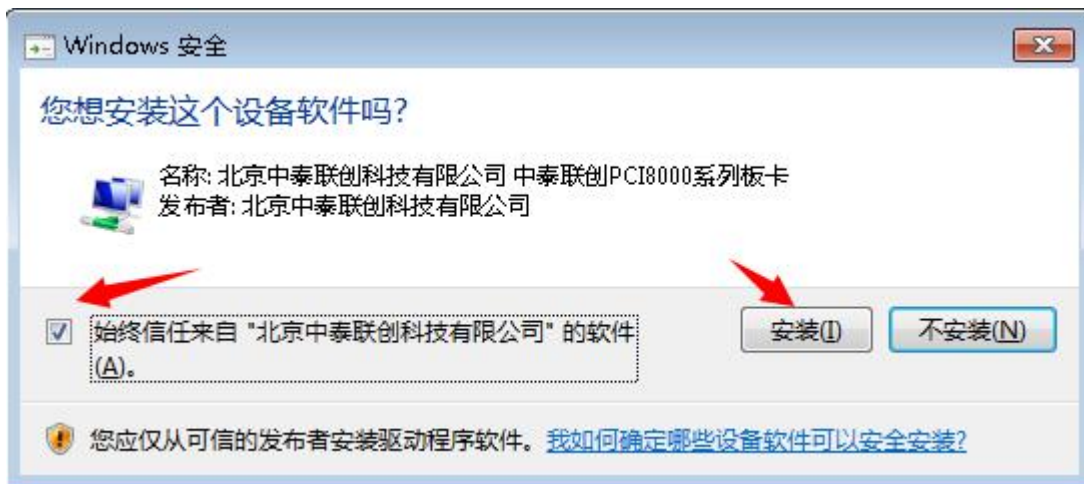 Windows 安全
您想安装这个设备软件吗?
名称: 北京中泰联创科技有限公司 中泰联创PCI8000系列板卡
发布者: 北京中泰联创科技有限公司
始终信任来自 "北京中泰联创科技有限公司" 的软件
(A)。
安装(I)
不安装(N)
您应仅从可信的发布者安装驱动程序软件。我如何确定哪些设备软件可以安全安装?